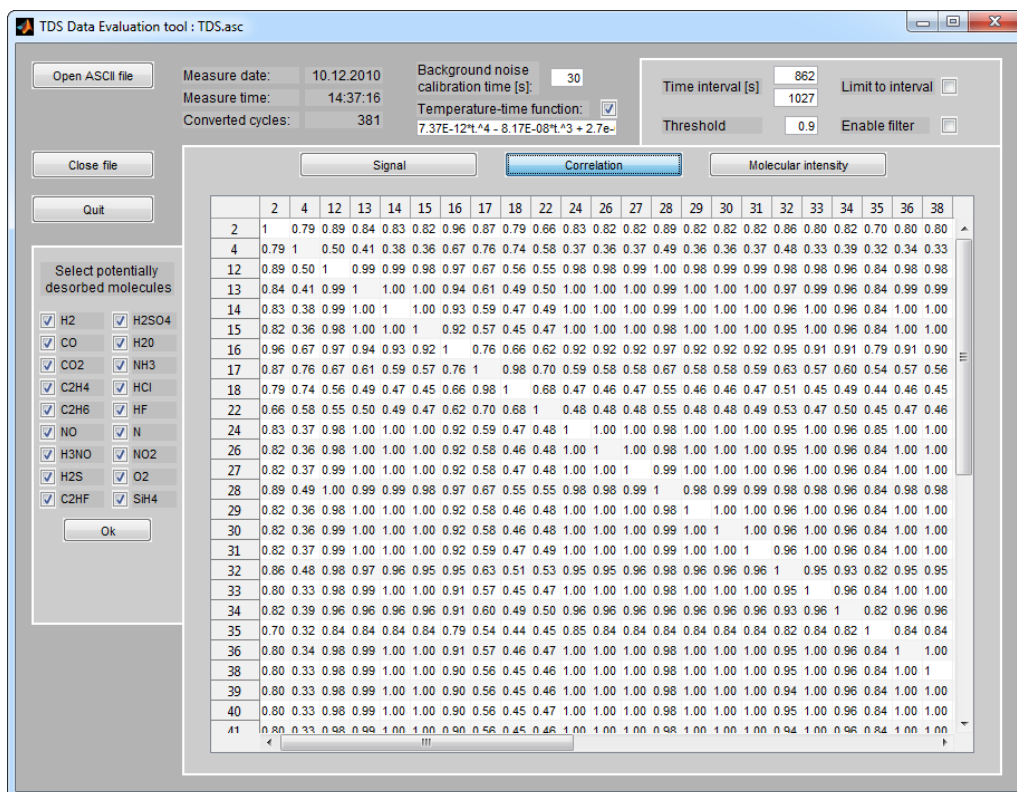 TDS Data Evaluation tool : TDS.asc
Open ASCII file
Close file
Quit
Measure date: 10.12.2010
Measure time: 14:37:16
Converted cycles: 381
Background noise
calibration time [s]: 30
Temperature-time function:
7.37E-12*t.^4 - 8.17E-08*t.^3 + 2.7e-
Time interval [s] 862
1027
Limit to interval
Threshold 0.9
Enable filter
Signal Correlation Molecular intensity
Select potentially
desorbed molecules
H2 H2SO4
CO H20
CO2 NH3
C2H4 HCl
C2H6 HF
NO N
H3NO NO2
H2S O2
C2HF SiH4
Ok
2 4 12 13 14 15 16 17 18 22 24 26 27 28 29 30 31 32 33 34 35 36 38
2 1 0.79 0.89 0.84 0.83 0.82 0.96 0.87 0.79 0.66 0.83 0.82 0.82 0.89 0.82 0.82 0.82 0.86 0.80 0.82 0.70 0.80 0.80
4 0.79 1 0.50 0.41 0.38 0.36 0.67 0.76 0.74 0.58 0.37 0.36 0.37 0.49 0.36 0.36 0.37 0.48 0.33 0.39 0.32 0.34 0.33
12 0.89 0.50 1 0.99 0.99 0.98 0.97 0.67 0.56 0.55 0.98 0.98 0.99 1.00 0.98 0.99 0.99 0.98 0.98 0.96 0.84 0.98 0.98
13 0.84 0.41 0.99 1 1.00 1.00 0.94 0.61 0.49 0.50 1.00 1.00 1.00 0.99 1.00 1.00 1.00 0.97 0.99 0.96 0.84 0.99 0.99
14 0.83 0.38 0.99 1.00 1 1.00 0.93 0.59 0.47 0.49 1.00 1.00 1.00 0.99 1.00 1.00 1.00 0.96 1.00 0.96 0.84 1.00 1.00
15 0.82 0.36 0.98 1.00 1.00 1 0.92 0.57 0.45 0.47 1.00 1.00 1.00 0.98 1.00 1.00 1.00 0.95 1.00 0.96 0.84 1.00 1.00
16 0.96 0.67 0.97 0.94 0.93 0.92 1 0.76 0.66 0.62 0.92 0.92 0.92 0.97 0.92 0.92 0.92 0.95 0.91 0.91 0.79 0.91 0.90
17 0.87 0.76 0.67 0.61 0.59 0.57 0.76 1 0.98 0.70 0.59 0.58 0.58 0.67 0.58 0.58 0.59 0.63 0.57 0.60 0.54 0.57 0.56
18 0.79 0.74 0.56 0.49 0.47 0.45 0.66 0.98 1 0.68 0.47 0.46 0.47 0.55 0.46 0.46 0.47 0.51 0.45 0.49 0.44 0.46 0.45
22 0.66 0.58 0.55 0.50 0.49 0.47 0.62 0.70 0.68 1 0.48 0.48 0.48 0.55 0.48 0.48 0.49 0.53 0.47 0.50 0.45 0.47 0.46
24 0.83 0.37 0.98 1.00 1.00 1.00 0.92 0.59 0.47 0.48 1 1.00 1.00 0.98 1.00 1.00 1.00 0.95 1.00 0.96 0.85 1.00 1.00
26 0.82 0.36 0.98 1.00 1.00 1.00 0.92 0.58 0.46 0.48 1.00 1 1.00 0.98 1.00 1.00 1.00 0.95 1.00 0.96 0.84 1.00 1.00
27 0.82 0.37 0.99 1.00 1.00 1.00 0.92 0.58 0.47 0.48 1.00 1.00 1 0.99 1.00 1.00 1.00 0.96 1.00 0.96 0.84 1.00 1.00
28 0.89 0.49 1.00 0.99 0.99 0.98 0.97 0.67 0.55 0.55 0.98 0.98 0.99 1 0.98 0.99 0.99 0.98 0.98 0.96 0.84 0.98 0.98
29 0.82 0.36 0.98 1.00 1.00 1.00 0.92 0.58 0.46 0.48 1.00 1.00 1.00 0.98 1 1.00 1.00 0.96 1.00 0.96 0.84 1.00 1.00
30 0.82 0.36 0.99 1.00 1.00 1.00 0.92 0.58 0.46 0.48 1.00 1.00 1.00 0.99 1.00 1 1.00 0.96 1.00 0.96 0.84 1.00 1.00
31 0.82 0.37 0.99 1.00 1.00 1.00 0.92 0.59 0.47 0.49 1.00 1.00 1.00 0.99 1.00 1.00 1 0.96 1.00 0.96 0.84 1.00 1.00
32 0.86 0.48 0.98 0.97 0.96 0.95 0.95 0.63 0.51 0.53 0.95 0.95 0.96 0.98 0.96 0.96 0.96 1 0.95 0.93 0.82 0.95 0.95
33 0.80 0.33 0.98 0.99 1.00 1.00 0.91 0.57 0.45 0.47 1.00 1.00 1.00 0.98 1.00 1.00 1.00 0.95 1 0.96 0.84 1.00 1.00
34 0.82 0.39 0.96 0.96 0.96 0.96 0.91 0.60 0.49 0.50 0.96 0.96 0.96 0.96 0.96 0.96 0.96 0.93 0.96 1 0.82 0.96 0.96
35 0.70 0.32 0.84 0.84 0.84 0.84 0.79 0.54 0.44 0.45 0.85 0.84 0.84 0.84 0.84 0.84 0.84 0.82 0.84 0.82 1 0.84 0.84
36 0.80 0.34 0.98 0.99 1.00 1.00 0.91 0.57 0.46 0.47 1.00 1.00 1.00 0.98 1.00 1.00 1.00 0.95 1.00 0.96 0.84 1 1.00
38 0.80 0.33 0.98 0.99 1.00 1.00 0.90 0.56 0.45 0.46 1.00 1.00 1.00 0.98 1.00 1.00 1.00 0.95 1.00 0.96 0.84 1.00 1
39 0.80 0.33 0.98 0.99 1.00 1.00 0.90 0.56 0.45 0.46 1.00 1.00 1.00 0.98 1.00 1.00 1.00 0.94 1.00 0.96 0.84 1.00 1.00
40 0.80 0.33 0.98 0.99 1.00 1.00 0.90 0.56 0.45 0.47 1.00 1.00 1.00 0.98 1.00 1.00 1.00 0.95 1.00 0.96 0.84 1.00 1.00
41 0.80 0.33 0.98 0.99 1.00 1.00 0.90 0.56 0.45 0.46 1.00 1.00 1.00 0.98 1.00 1.00 1.00 0.94 1.00 0.96 0.84 1.00 1.00